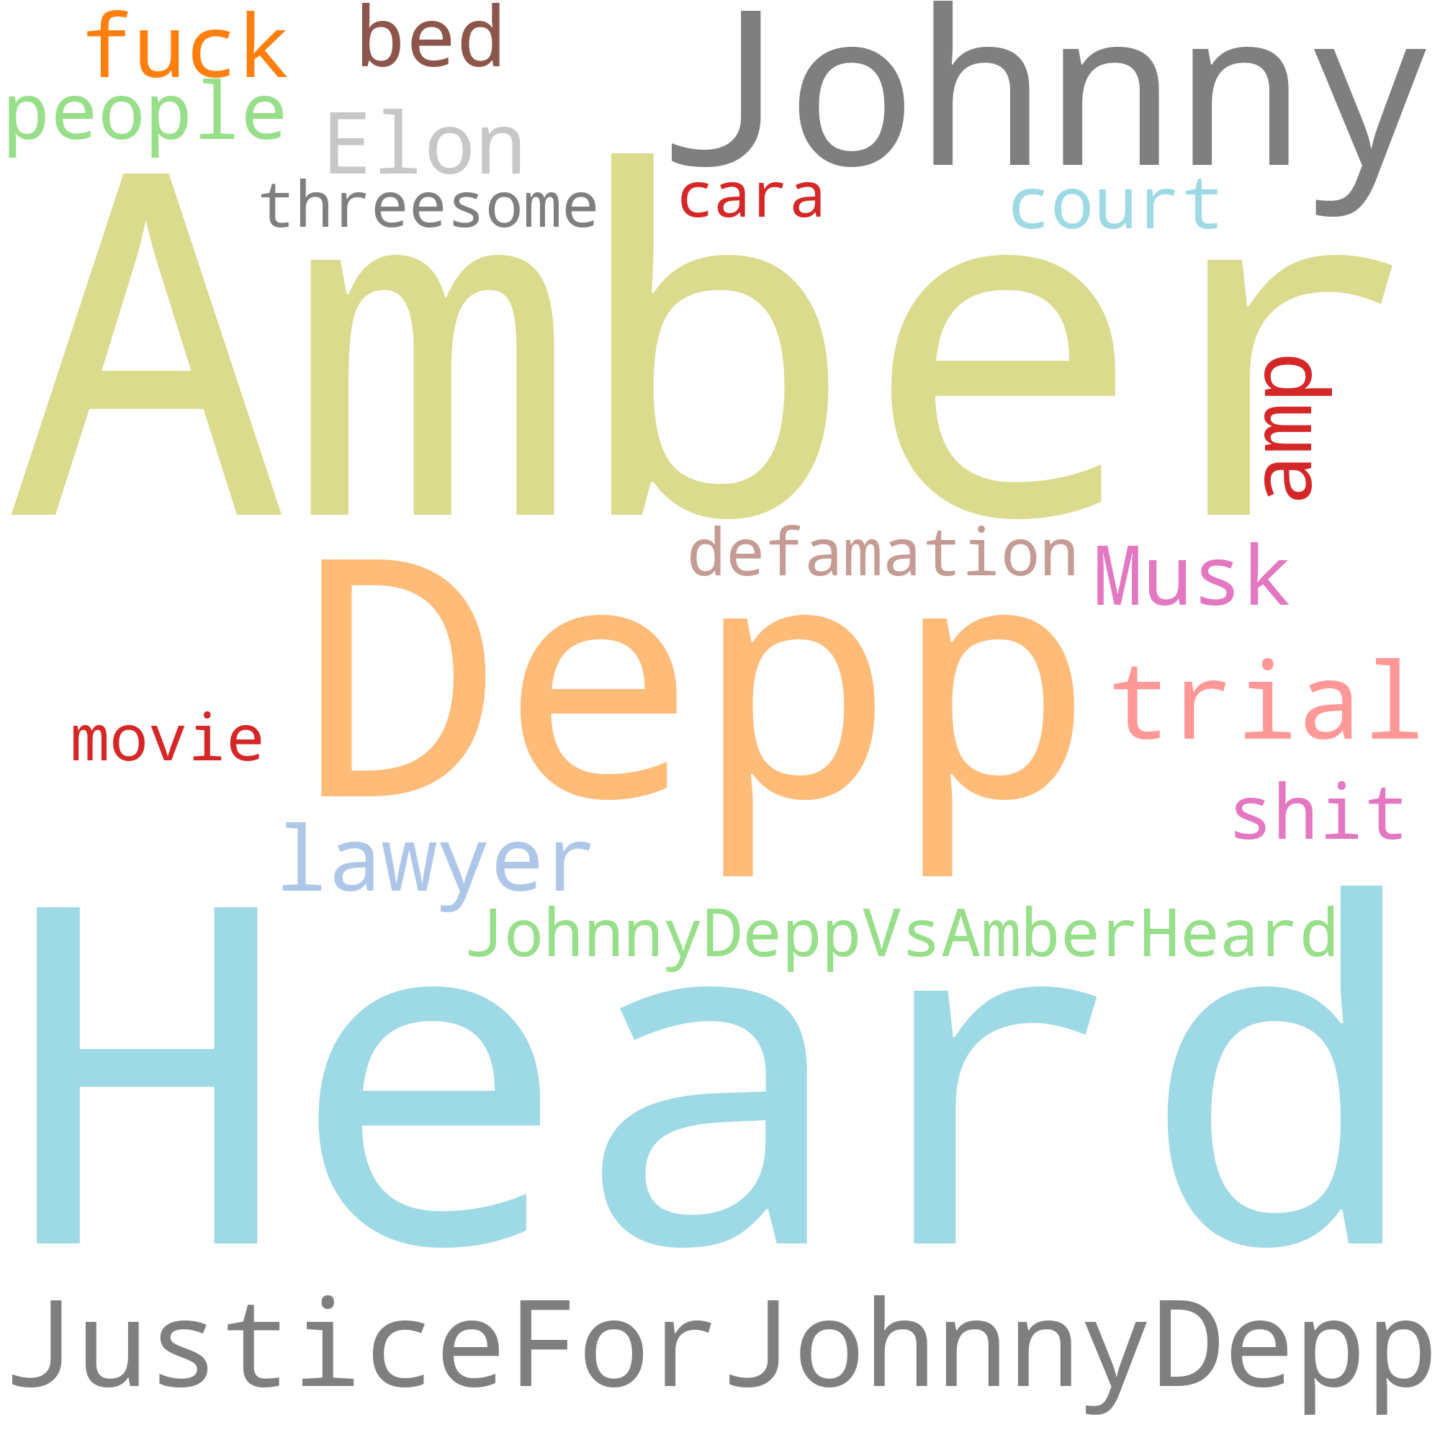 fuck
bed
Johnny
people
Elon
threesome
cara
court
Amber
amp
defamation
Musk
Depp
trial
movie
shit
lawyer
JohnnyDeppVsAmberHeard
Heard
JusticeForJohnnyDepp